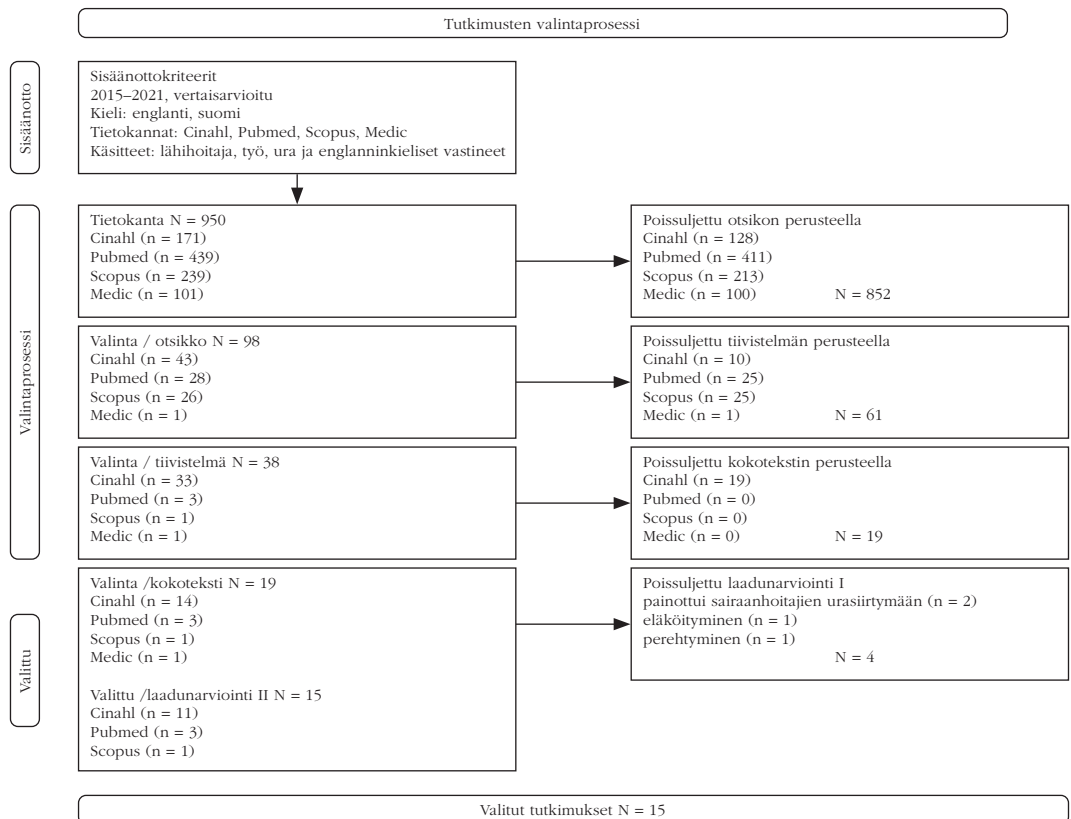 Tutkimusten valintaprosessi
Sisäänotto
Sisäänottokriteerit
2015–2021, vertaisarvioitu
Kieli: englanti, suomi
Tietokannat: Cinahl, Pubmed, Scopus, Medic
Käsitteet: lähihoitaja, työ, ura ja englanninkieliset vastineet
Valintaprosessi
Tietokanta N = 950
Cinahl (n = 171)
Pubmed (n = 439)
Scopus (n = 239)
Medic (n = 101)
Poissuljettu otsikon perusteella
Cinahl (n = 128)
Pubmed (n = 411)
Scopus (n = 213)
Medic (n = 100) N = 852
Valinta / otsikko N = 98
Cinahl (n = 43)
Pubmed (n = 28)
Scopus (n = 26)
Medic (n = 1)
Poissuljettu tiivistelmän perusteella
Cinahl (n = 10)
Pubmed (n = 25)
Scopus (n = 25)
Medic (n = 1) N = 61
Valinta / tiivistelmä N = 38
Cinahl (n = 33)
Pubmed (n = 3)
Scopus (n = 1)
Medic (n = 1)
Poissuljettu kokotekstin perusteella
Cinahl (n = 19)
Pubmed (n = 0)
Scopus (n = 0)
Medic (n = 0) N = 19
Valittu
Valinta /kokoteksti N = 19
Cinahl (n = 14)
Pubmed (n = 3)
Scopus (n = 1)
Medic (n = 1)
Poissuljettu laadunarviointi I
painottui sairaanhoitajien urasiirtymään (n = 2)
eläköityminen (n = 1)
perehtyminen (n = 1)
N = 4
Valittu /laadunarviointi II N = 15
Cinahl (n = 11)
Pubmed (n = 3)
Scopus (n = 1)
Valitut tutkimukset N = 15